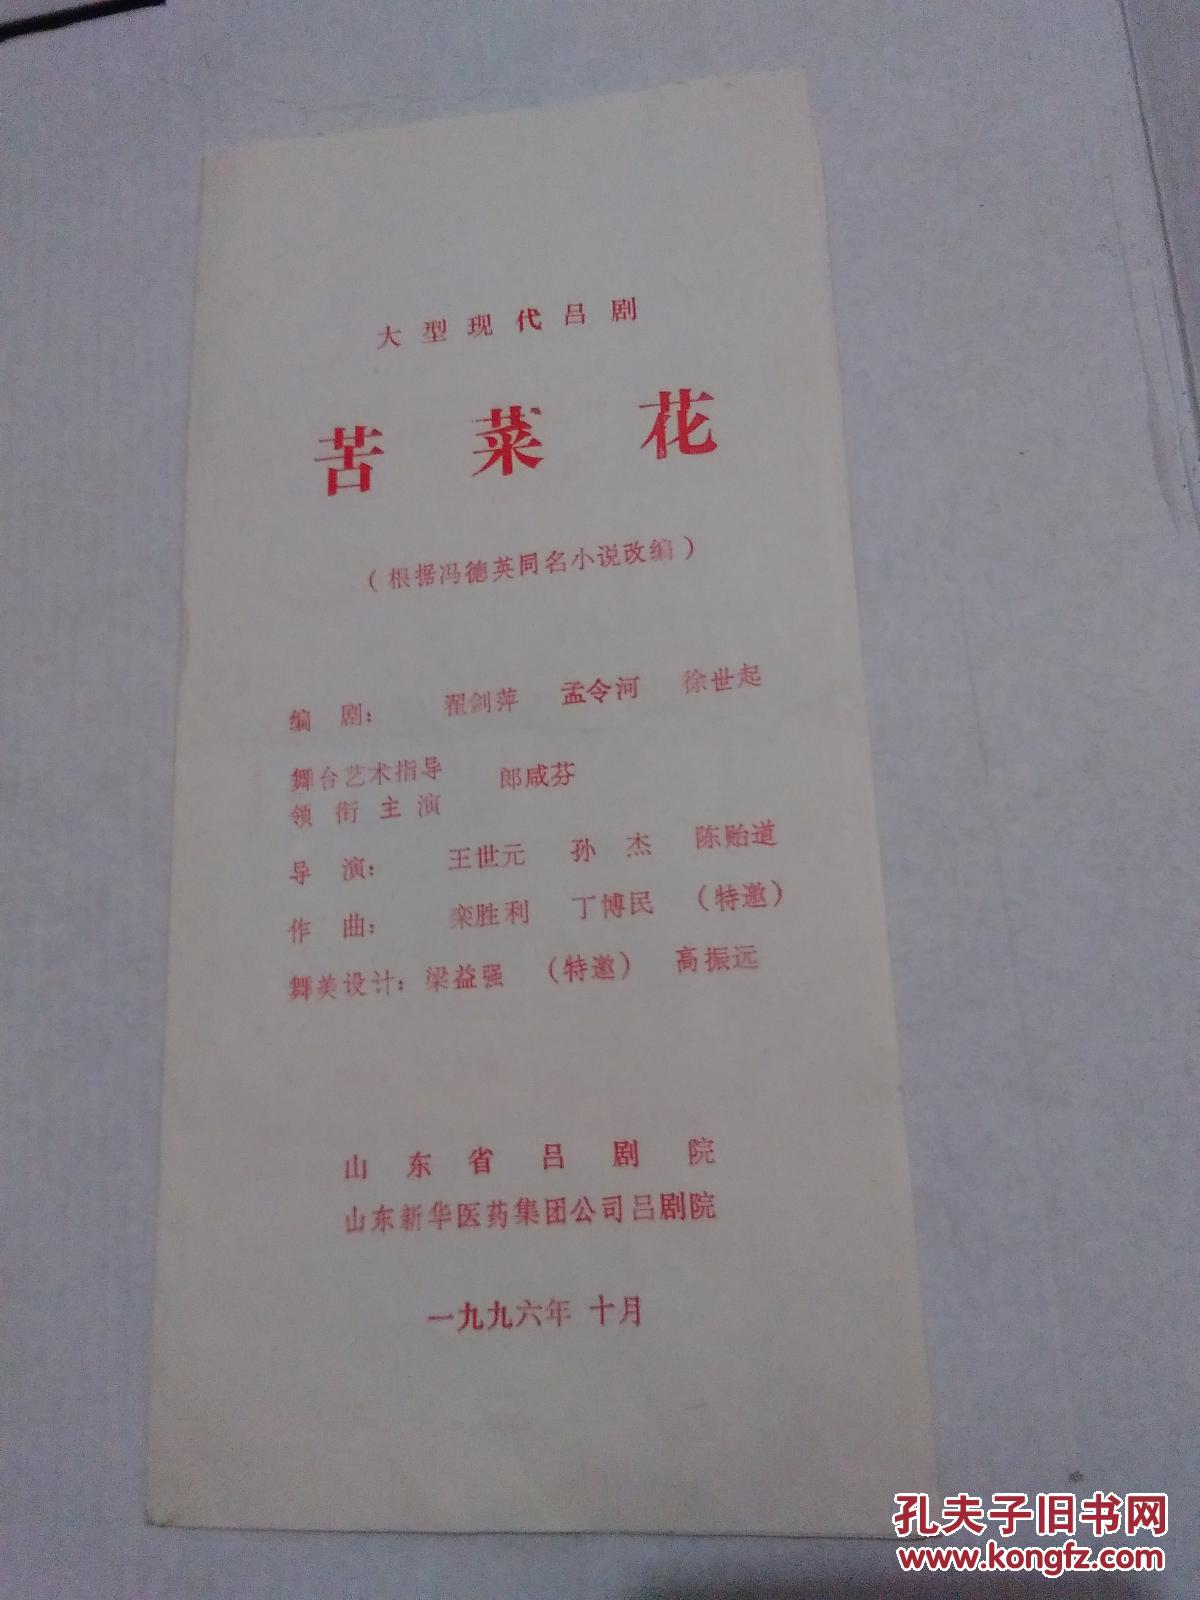 大型现代吕剧
苦菜花
（根据冯德英同名小说改编）
编剧： 翟剑萍 孟令河 徐世起
舞台艺术指导 郎咸芬
领衔主演
导演： 王世元 孙杰 陈贻道
作曲： 栾胜利 丁博民 （特邀）
舞美设计：梁益强 （特邀） 高振远
山东省吕剧院
山东新华医药集团公司吕剧院
一九九六年 十月
孔夫子旧书网
www.kongfz.com